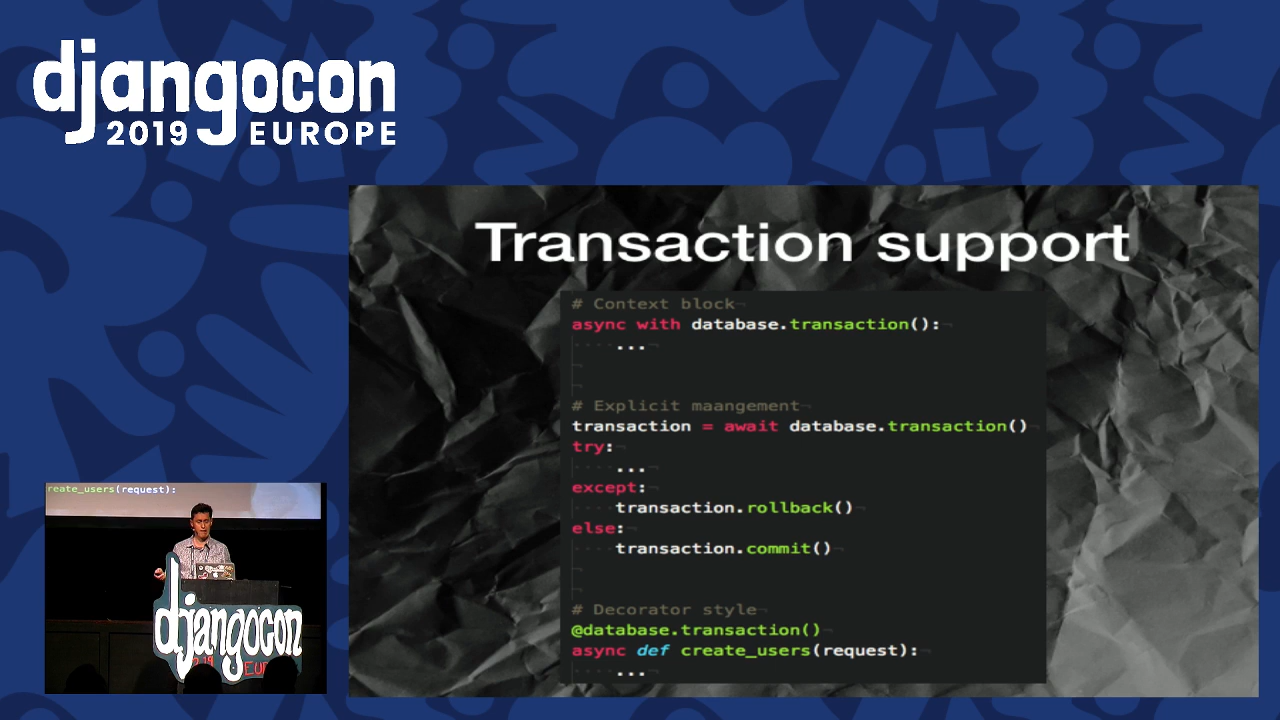 djangocon
2019 EUROPE
Transaction support
# Context block
async with database.transaction():
...
# Explicit maangement
transaction = await database.transaction()
try:
...
except:
transaction.rollback()
else:
transaction.commit()
# Decorator style
@database.transaction()
async def create_users(request):
...
reate_users(request):
djangocon